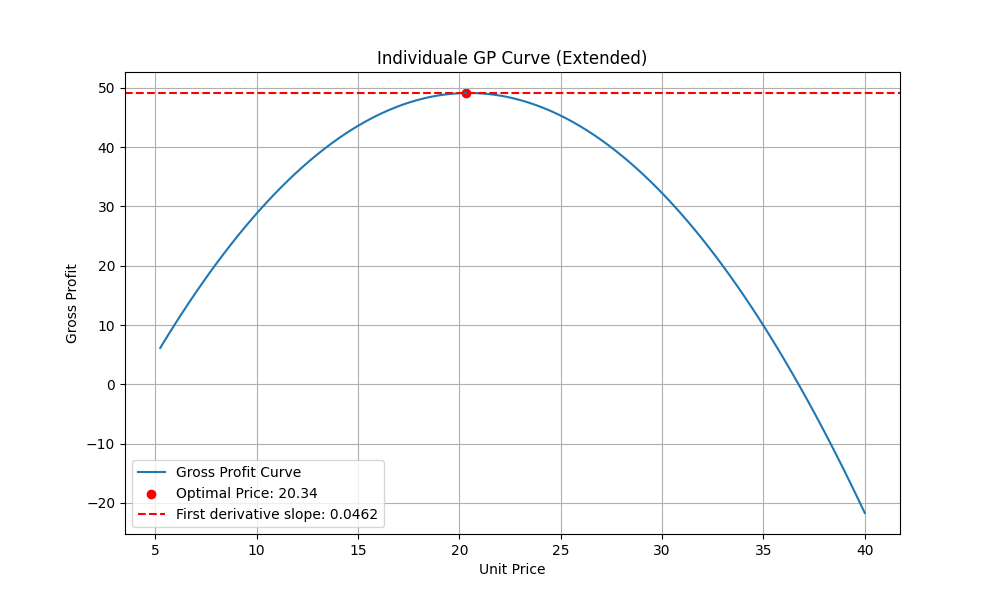 Individuale GP Curve (Extended)
Gross Profit
50
40
30
20
10
0
−10
−20
Gross Profit Curve
Optimal Price: 20.34
First derivative slope: 0.0462
5 10 15 20 25 30 35 40
Unit Price